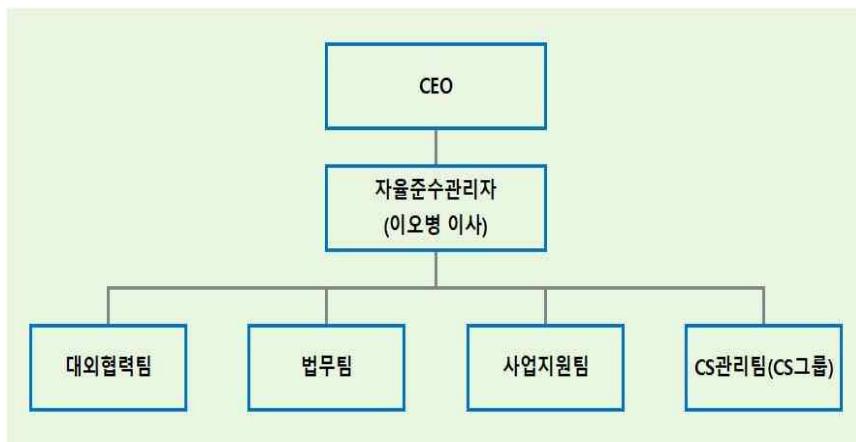 CEO
자율준수관리자
(이오병 이사)
대외협력팀
법무팀
사업지원팀
CS관리팀(CS그룹)